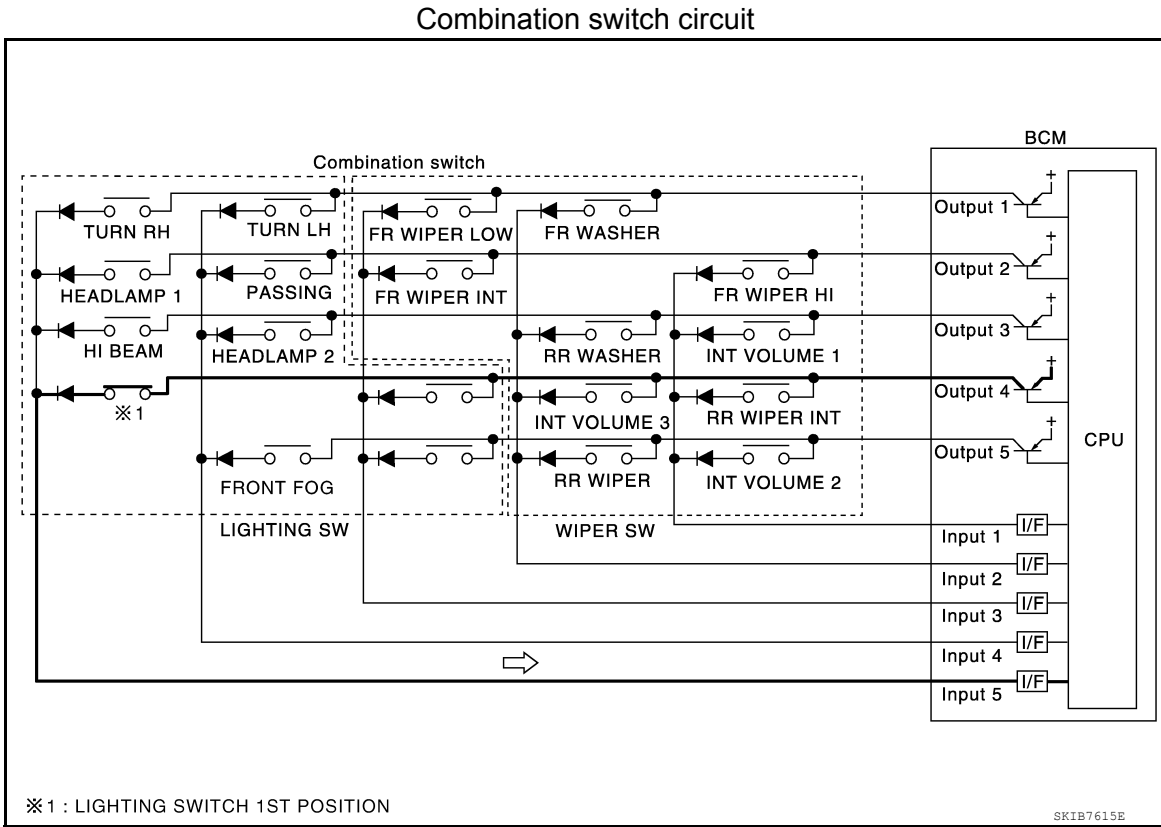 Combination switch circuit
BCM
Combination switch
+
Output 1
TURN RH
TURN LH
FR WIPER LOW
FR WASHER
+
Output 2
HEADLAMP 1
PASSING
FR WIPER INT
FR WIPER HI
+
Output 3
HI BEAM
HEADLAMP 2
RR WASHER
INT VOLUME 1
+
Output 4
※1
INT VOLUME 3
RR WIPER INT
+
CPU
Output 5
FRONT FOG
RR WIPER
INT VOLUME 2
LIGHTING SW
WIPER SW
I/F
Input 1
I/F
Input 2
I/F
Input 3
I/F
Input 4
I/F
Input 5
※1 : LIGHTING SWITCH 1ST POSITION
SKIB7615E